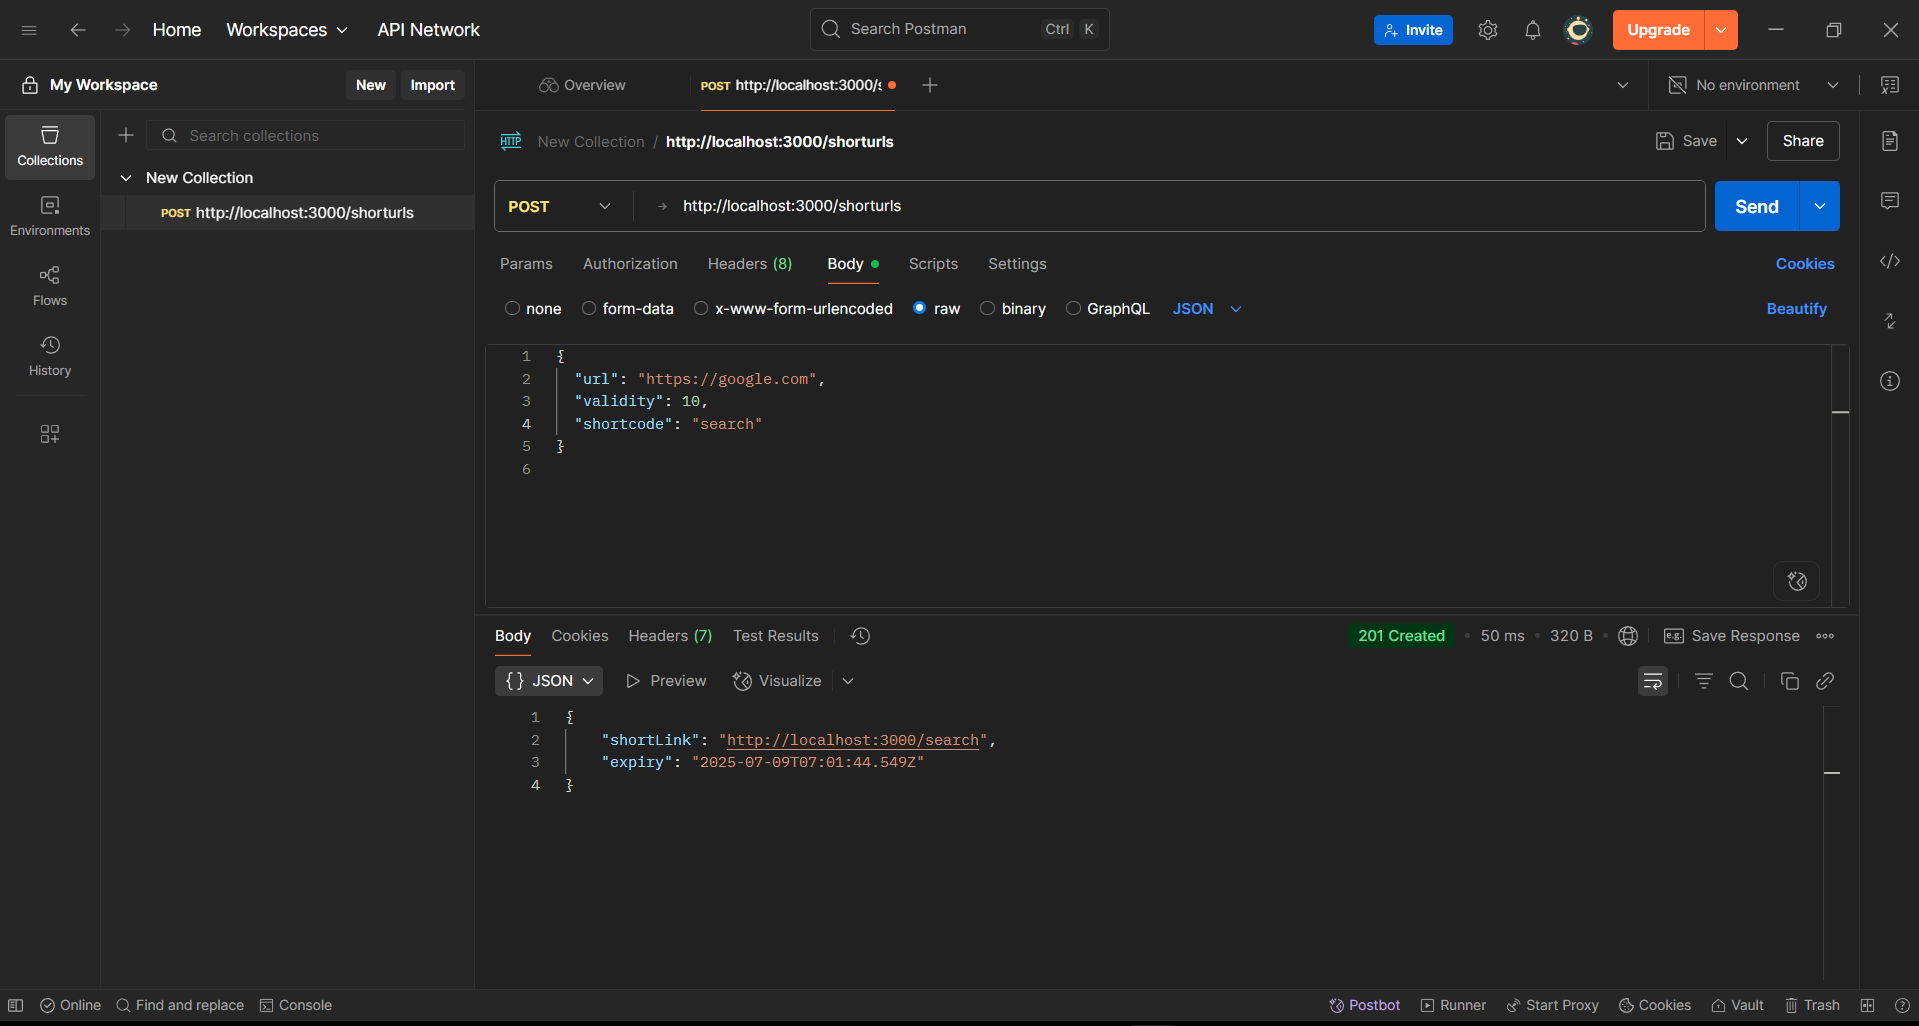 Home Workspaces API Network Search Postman Ctrl K Invite Upgrade
My Workspace New Import Overview POST http://localhost:3000/s No environment
Collections
Environments
Flows
History
Search collections
New Collection
POST http://localhost:3000/shorturls
HTTP New Collection / http://localhost:3000/shorturls Save Share
POST → http://localhost:3000/shorturls Send
Params Authorization Headers (8) Body Scripts Settings Cookies
none form-data x-www-form-urlencoded raw binary GraphQL JSON Beautify
1 {
2 "url": "https://google.com",
3 "validity": 10,
4 "shortcode": "search"
5 }
6
Body Cookies Headers (7) Test Results 201 Created • 50 ms • 320 B • e.g. Save Response
{} JSON Preview Visualize
1 {
2 "shortLink": "http://localhost:3000/search",
3 "expiry": "2025-07-09T07:01:44.549Z"
4 }
Online Find and replace Console Postbot Runner Start Proxy Cookies Vault Trash